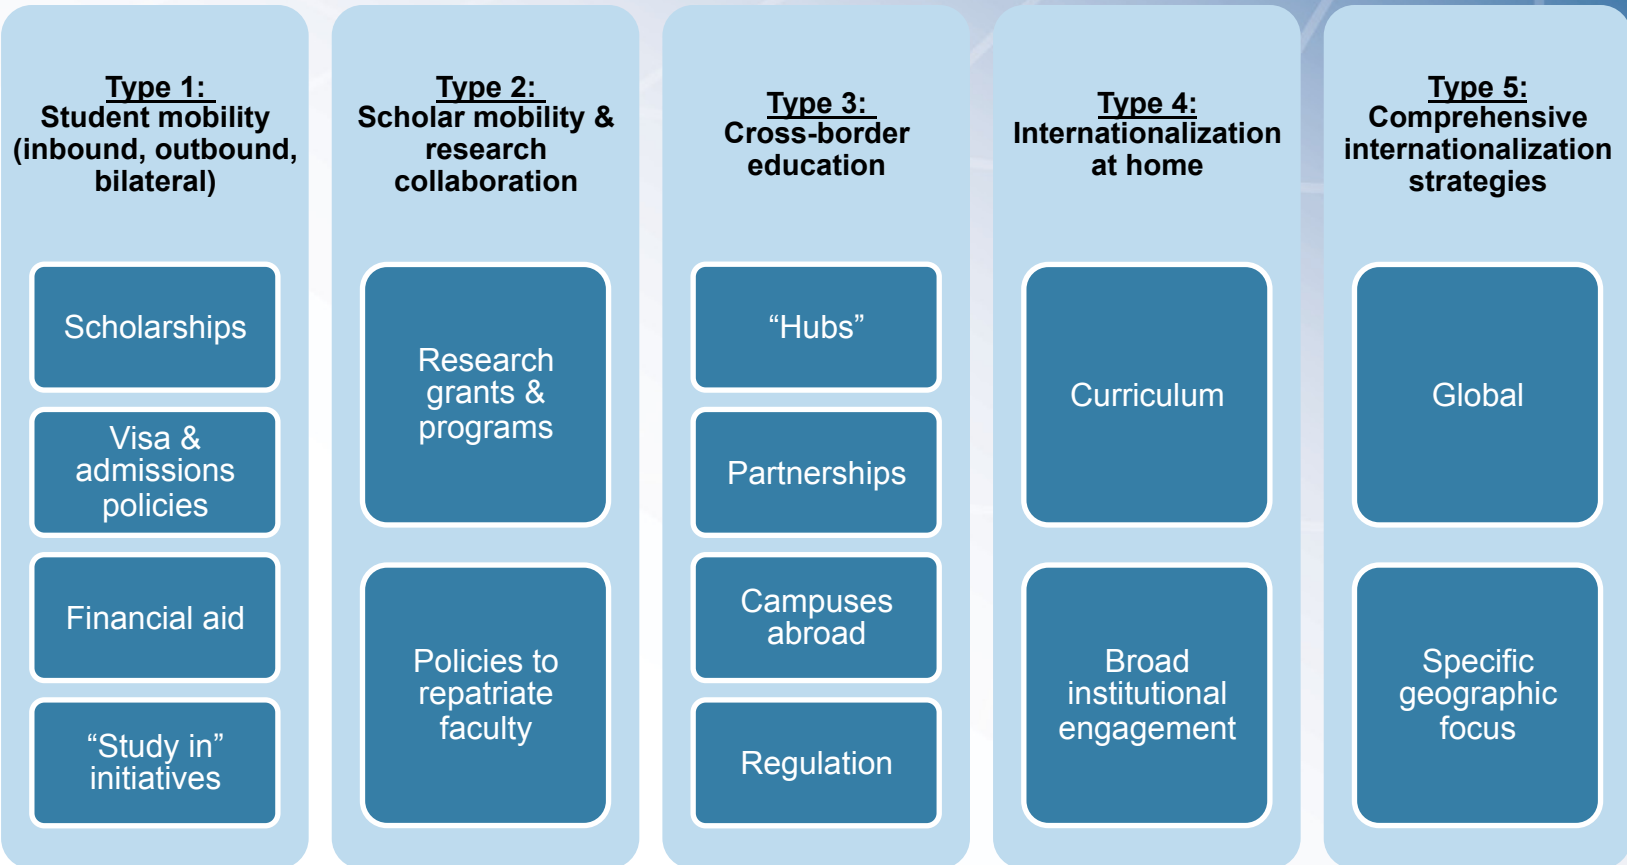 Type 1:
Student mobility
(inbound, outbound,
bilateral)
Scholarships
Visa &
admissions
policies
Financial aid
“Study in”
initiatives
Type 2:
Scholar mobility &
research
collaboration
Research
grants &
programs
Policies to
repatriate
faculty
Type 3:
Cross-border
education
“Hubs”
Partnerships
Campuses
abroad
Regulation
Type 4:
Internationalization
at home
Curriculum
Broad
institutional
engagement
Type 5:
Comprehensive
internationalization
strategies
Global
Specific
geographic
focus